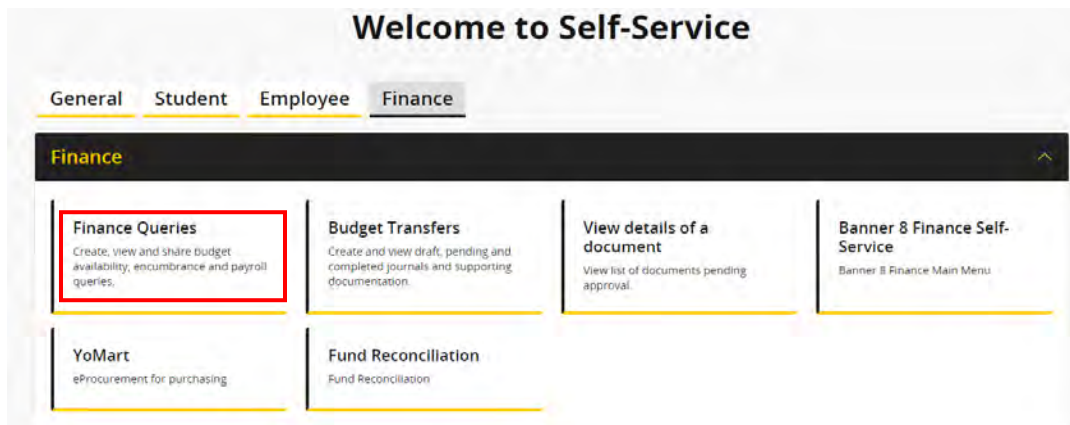 Welcome to Self-Service
General Student Employee Finance
Finance
Finance Queries
Create, view and share budget
availability, encumbrance and payroll
queries.
Budget Transfers
Create and view draft, pending and
completed journals and supporting
documentation.
View details of a
document
View list of documents pending
approval.
Banner 8 Finance Self-
Service
Banner 8 Finance Main Menu
YoMart
eProcurement for purchasing
Fund Reconciliation
Fund Reconciliation